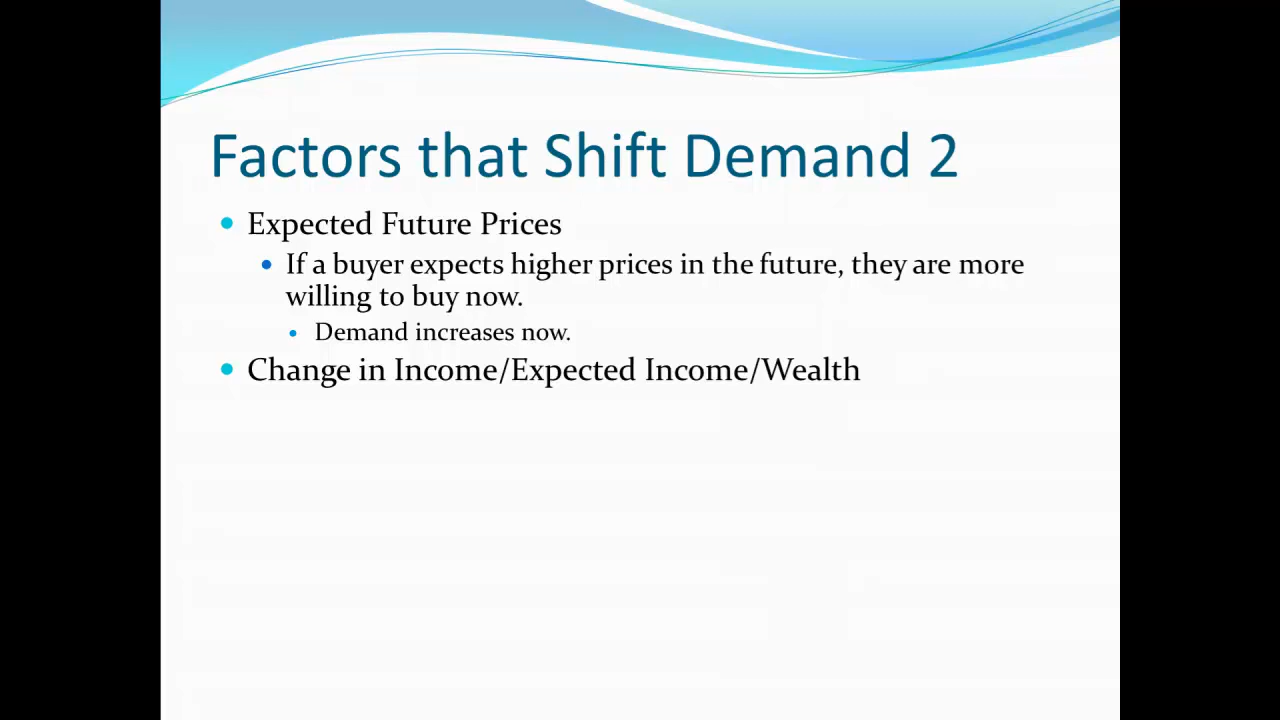 Factors that Shift Demand 2
Expected Future Prices
If a buyer expects higher prices in the future, they are more
willing to buy now.
Demand increases now.
Change in Income/Expected Income/Wealth